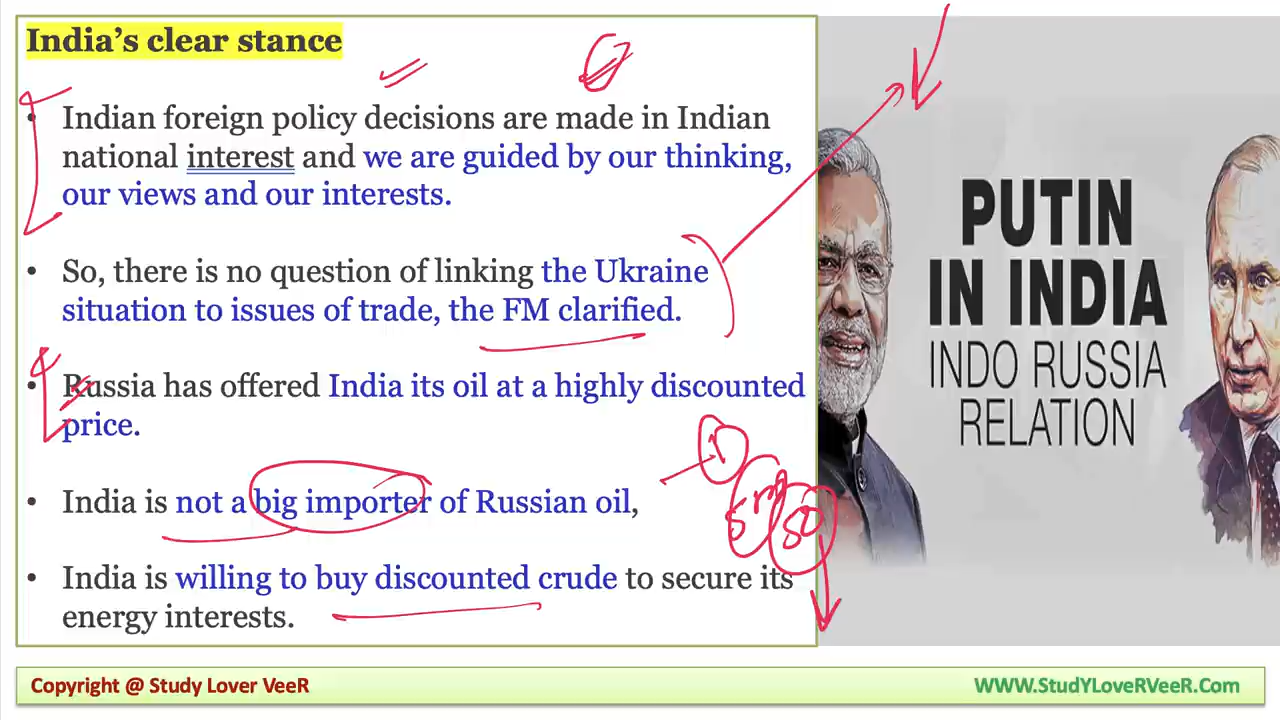 India's clear stance
• Indian foreign policy decisions are made in Indian
national interest and we are guided by our thinking,
our views and our interests.
• So, there is no question of linking the Ukraine
situation to issues of trade, the FM clarified.
• Russia has offered India its oil at a highly discounted
price.
• India is not a big importer of Russian oil,
• India is willing to buy discounted crude to secure its
energy interests.
PUTIN
IN INDIA
INDO RUSSIA
RELATION
Copyright @ Study Lover VeeR
WWW.StudYLoveRVeeR.Com